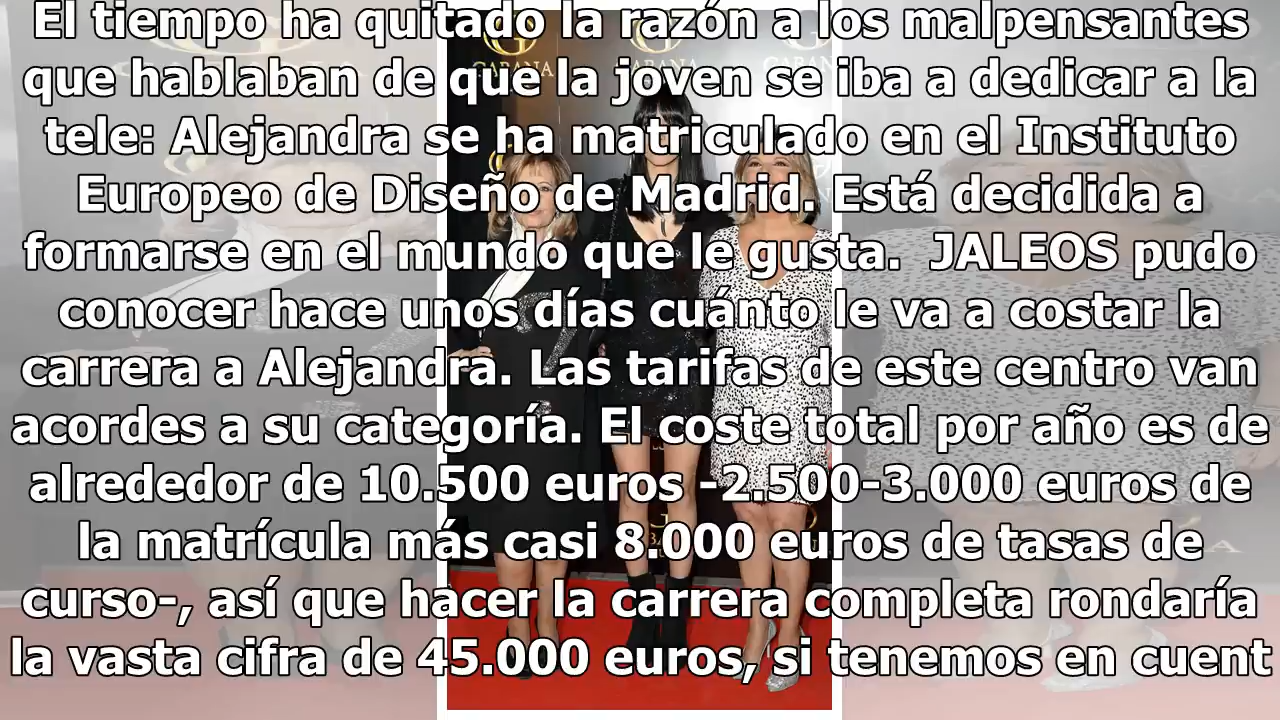 El tiempo ha quitado la razón a los malpensantes
que hablaban de que la joven se iba a dedicar a la
tele: Alejandra se ha matriculado en el Instituto
Europeo de Diseño de Madrid. Está decidida a
formarse en el mundo que le gusta.  JALEOS pudo
conocer hace unos días cuánto le va a costar la
carrera a Alejandra. Las tarifas de este centro van
acordes a su categoría. El coste total por año es de
alrededor de 10.500 euros -2.500-3.000 euros de
la matrícula más casi 8.000 euros de tasas de
curso-, así que hacer la carrera completa rondaría
la vasta cifra de 45.000 euros, si tenemos en cuent
GABANA
GABANA